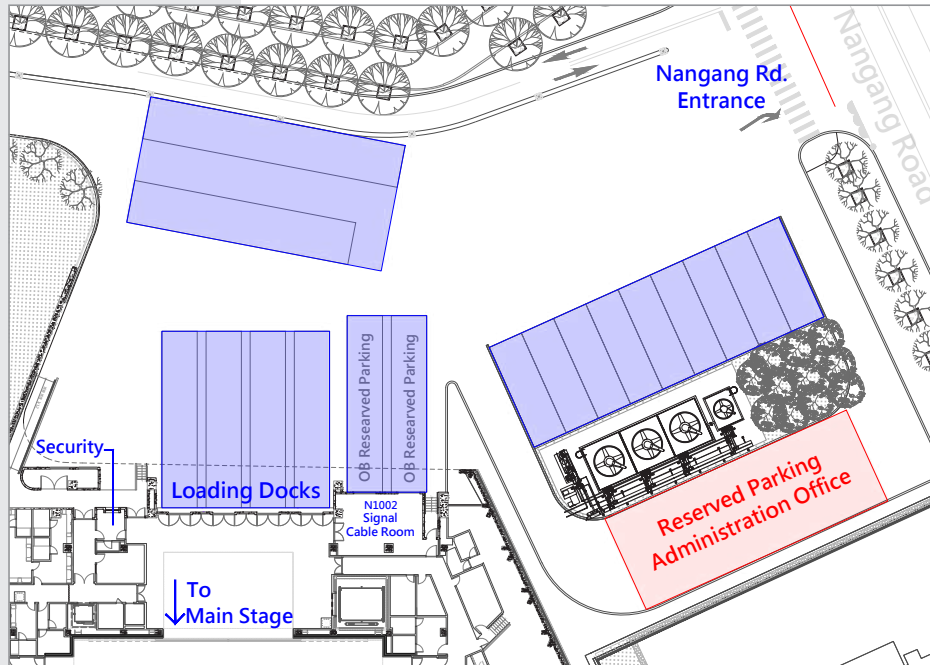 Nangang Rd.
Entrance
Nangang Road
OB Researved Parking
OB Researved Parking
Security
Loading Docks
N1002
Signal
Cable Room
Reserved Parking
Administration Office
To
Main Stage